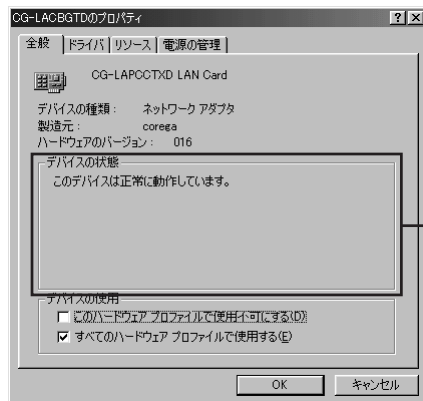 CG-LACBGTDのプロパティ
全般 ドライバ リソース 電源の管理
CG-LAPCCTXD LAN Card
デバイスの種類： ネットワーク アダプタ
製造元： corega
ハードウェアのバージョン： 016
デバイスの状態
このデバイスは正常に動作しています。
デバイスの使用
このハードウェア プロファイルで使用不可にする(D)
すべてのハードウェア プロファイルで使用する(E)
OK キャンセル